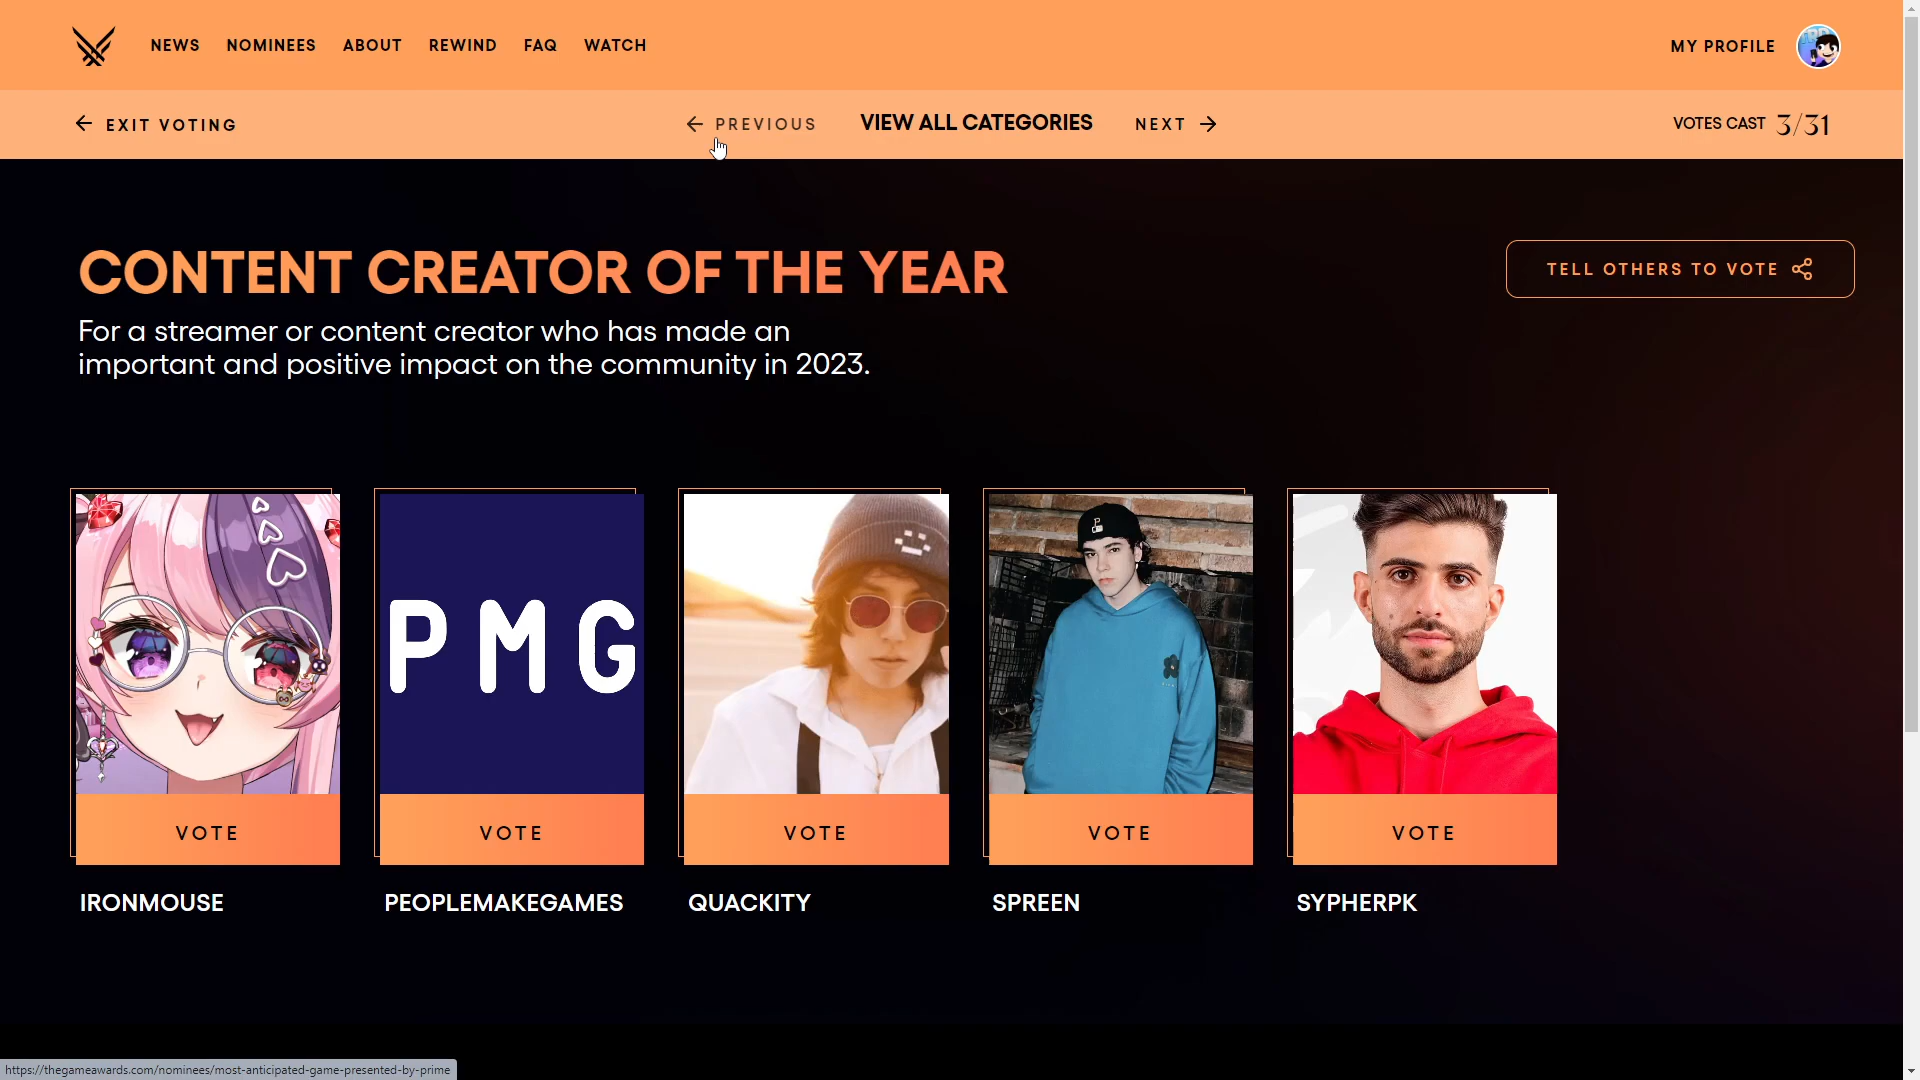 NEWS NOMINEES ABOUT REWIND FAQ WATCH MY PROFILE
EXIT VOTING PREVIOUS VIEW ALL CATEGORIES NEXT VOTES CAST 3/31
CONTENT CREATOR OF THE YEAR
TELL OTHERS TO VOTE
For a streamer or content creator who has made an
important and positive impact on the community in 2023.
PMG
VOTE VOTE VOTE VOTE VOTE
IRONMOUSE PEOPLEMAKEGAMES QUACKITY SPREEN SYPHERPK
https://thegameawards.com/nominees/most-anticipated-game-presented-by-prime